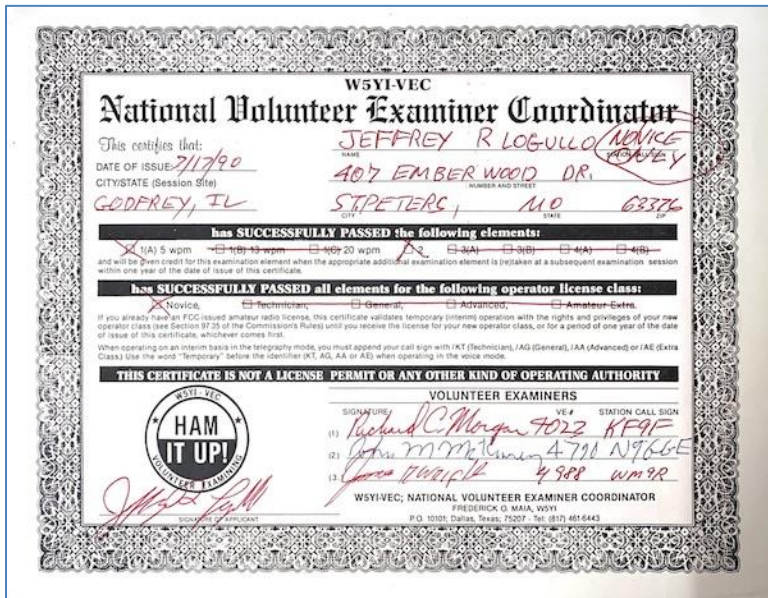 W5YI-VEC
National Volunteer Examiner Coordinator
This certifies that:
JEFFREY R LOGULLO
NOVICE ONLY
NAME
STATION CALL SIGN
DATE OF ISSUE: 7/17/90
407 EMBER WOOD DR.
NUMBER AND STREET
CITY/STATE (Session Site)
GODFREY, IL
ST. PETERS, MO 63376
CITY STATE ZIP
has SUCCESSFULLY PASSED the following elements:
1(A) 5 wpm 1(B) 13 wpm 1(C) 20 wpm 2 3(A) 3(B) 4(A) 4(B)
and will be given credit for this examination element when the appropriate additional examination element is (re)taken at a subsequent examination session
within one year of the date of issue of this certificate.
has SUCCESSFULLY PASSED all elements for the following operator license class:
Novice, Technician, General, Advanced, Amateur Extra.
If you already have an FCC-issued amateur radio license, this certificate validates temporary (interim) operation with the rights and privileges of your new
operator class (see Section 97.35 of the Commission's Rules) until you receive the license for your new operator class, or for a period of one year of the date
of issue of this certificate, whichever comes first.
When operating on an interim basis in the telegraphy mode, you must append your call sign with /KT (Technician), /AG (General), /AA (Advanced) or /AE (Extra
Class.) Use the word "Temporary" before the identifier (KT, AG, AA or AE) when operating in the voice mode.
THIS CERTIFICATE IS NOT A LICENSE PERMIT OR ANY OTHER KIND OF OPERATING AUTHORITY
W5YI-VEC
HAM
IT UP!
VOLUNTEER EXAMINING
SIGNATURE OF APPLICANT
VOLUNTEER EXAMINERS
SIGNATURE VE# STATION CALL SIGN
(1) Richard C. Morgan 7023 KF9F
(2) John M 4790 N9GGE
(3) 4988 WM9R
W5YI-VEC; NATIONAL VOLUNTEER EXAMINER COORDINATOR
FREDERICK O. MAIA, W5YI
P.O. 10101; Dallas, Texas; 75207 - Tel: (817) 461-6443